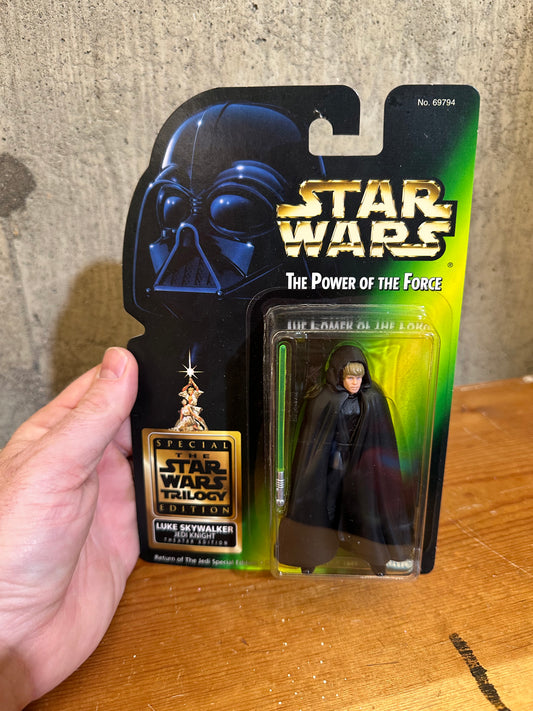 No. 69794
STAR
WARS
®
THE POWER OF THE FORCE
THE POWER OF THE FORCE
SPECIAL
THE
STAR
WARS
TRILOGY
EDITION
LUKE SKYWALKER
JEDI KNIGHT
THEATER EDITION
Return of The Jedi Special